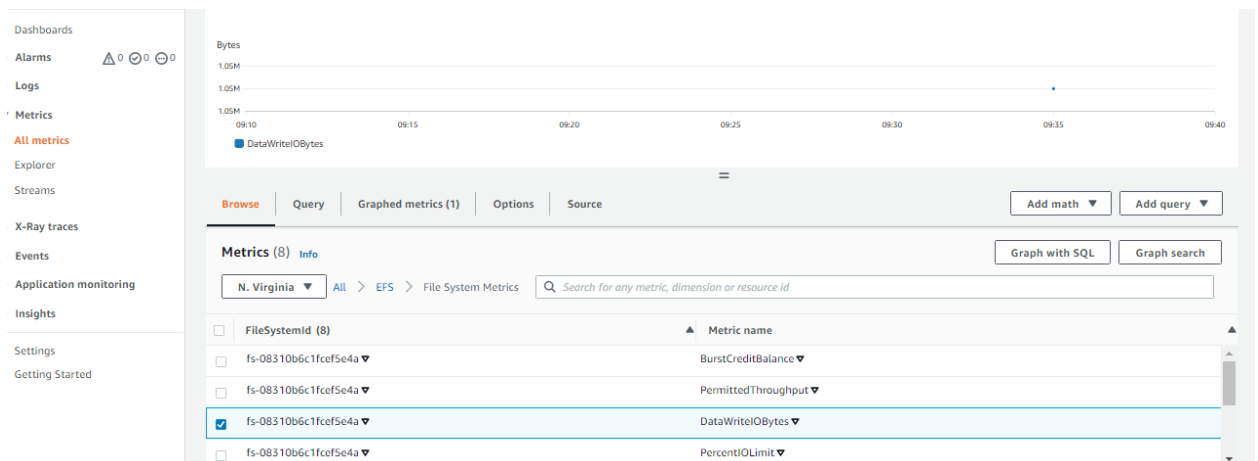 Dashboards
Alarms 0 0 0
Logs
Metrics
All metrics
Explorer
Streams
X-Ray traces
Events
Application monitoring
Insights
Settings
Getting Started
Bytes
1.05M
1.05M
1.05M
09:10 09:15 09:20 09:25 09:30 09:35 09:40
DataWriteIOBytes
Browse Query Graphed metrics (1) Options Source Add math Add query
Metrics (8) Info Graph with SQL Graph search
N. Virginia All > EFS > File System Metrics Search for any metric, dimension or resource id
FileSystemId (8) Metric name
fs-08310b6c1fcef5e4a BurstCreditBalance
fs-08310b6c1fcef5e4a PermittedThroughput
fs-08310b6c1fcef5e4a DataWriteIOBytes
fs-08310b6c1fcef5e4a PercentIOLimit